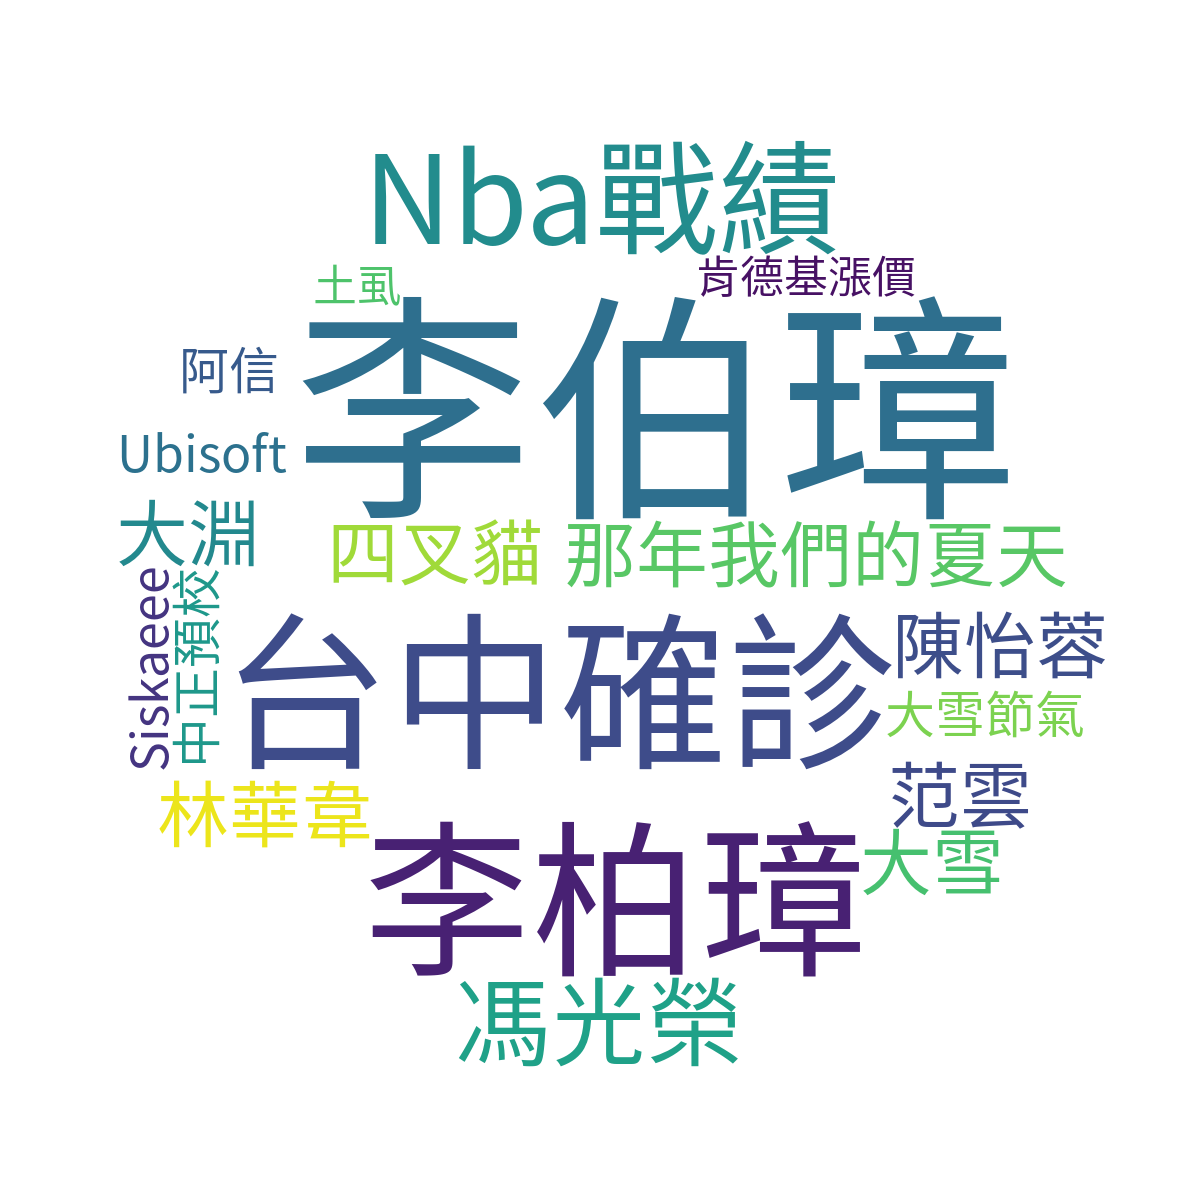 Nba戰績
土虱
肯德基漲價
李伯璋
阿信
Ubisoft
大淵
四叉貓
那年我們的夏天
Siskaeee
中正預校
台中確診
陳怡蓉
大雪節氣
范雲
林華韋
李柏璋
大雪
馮光榮